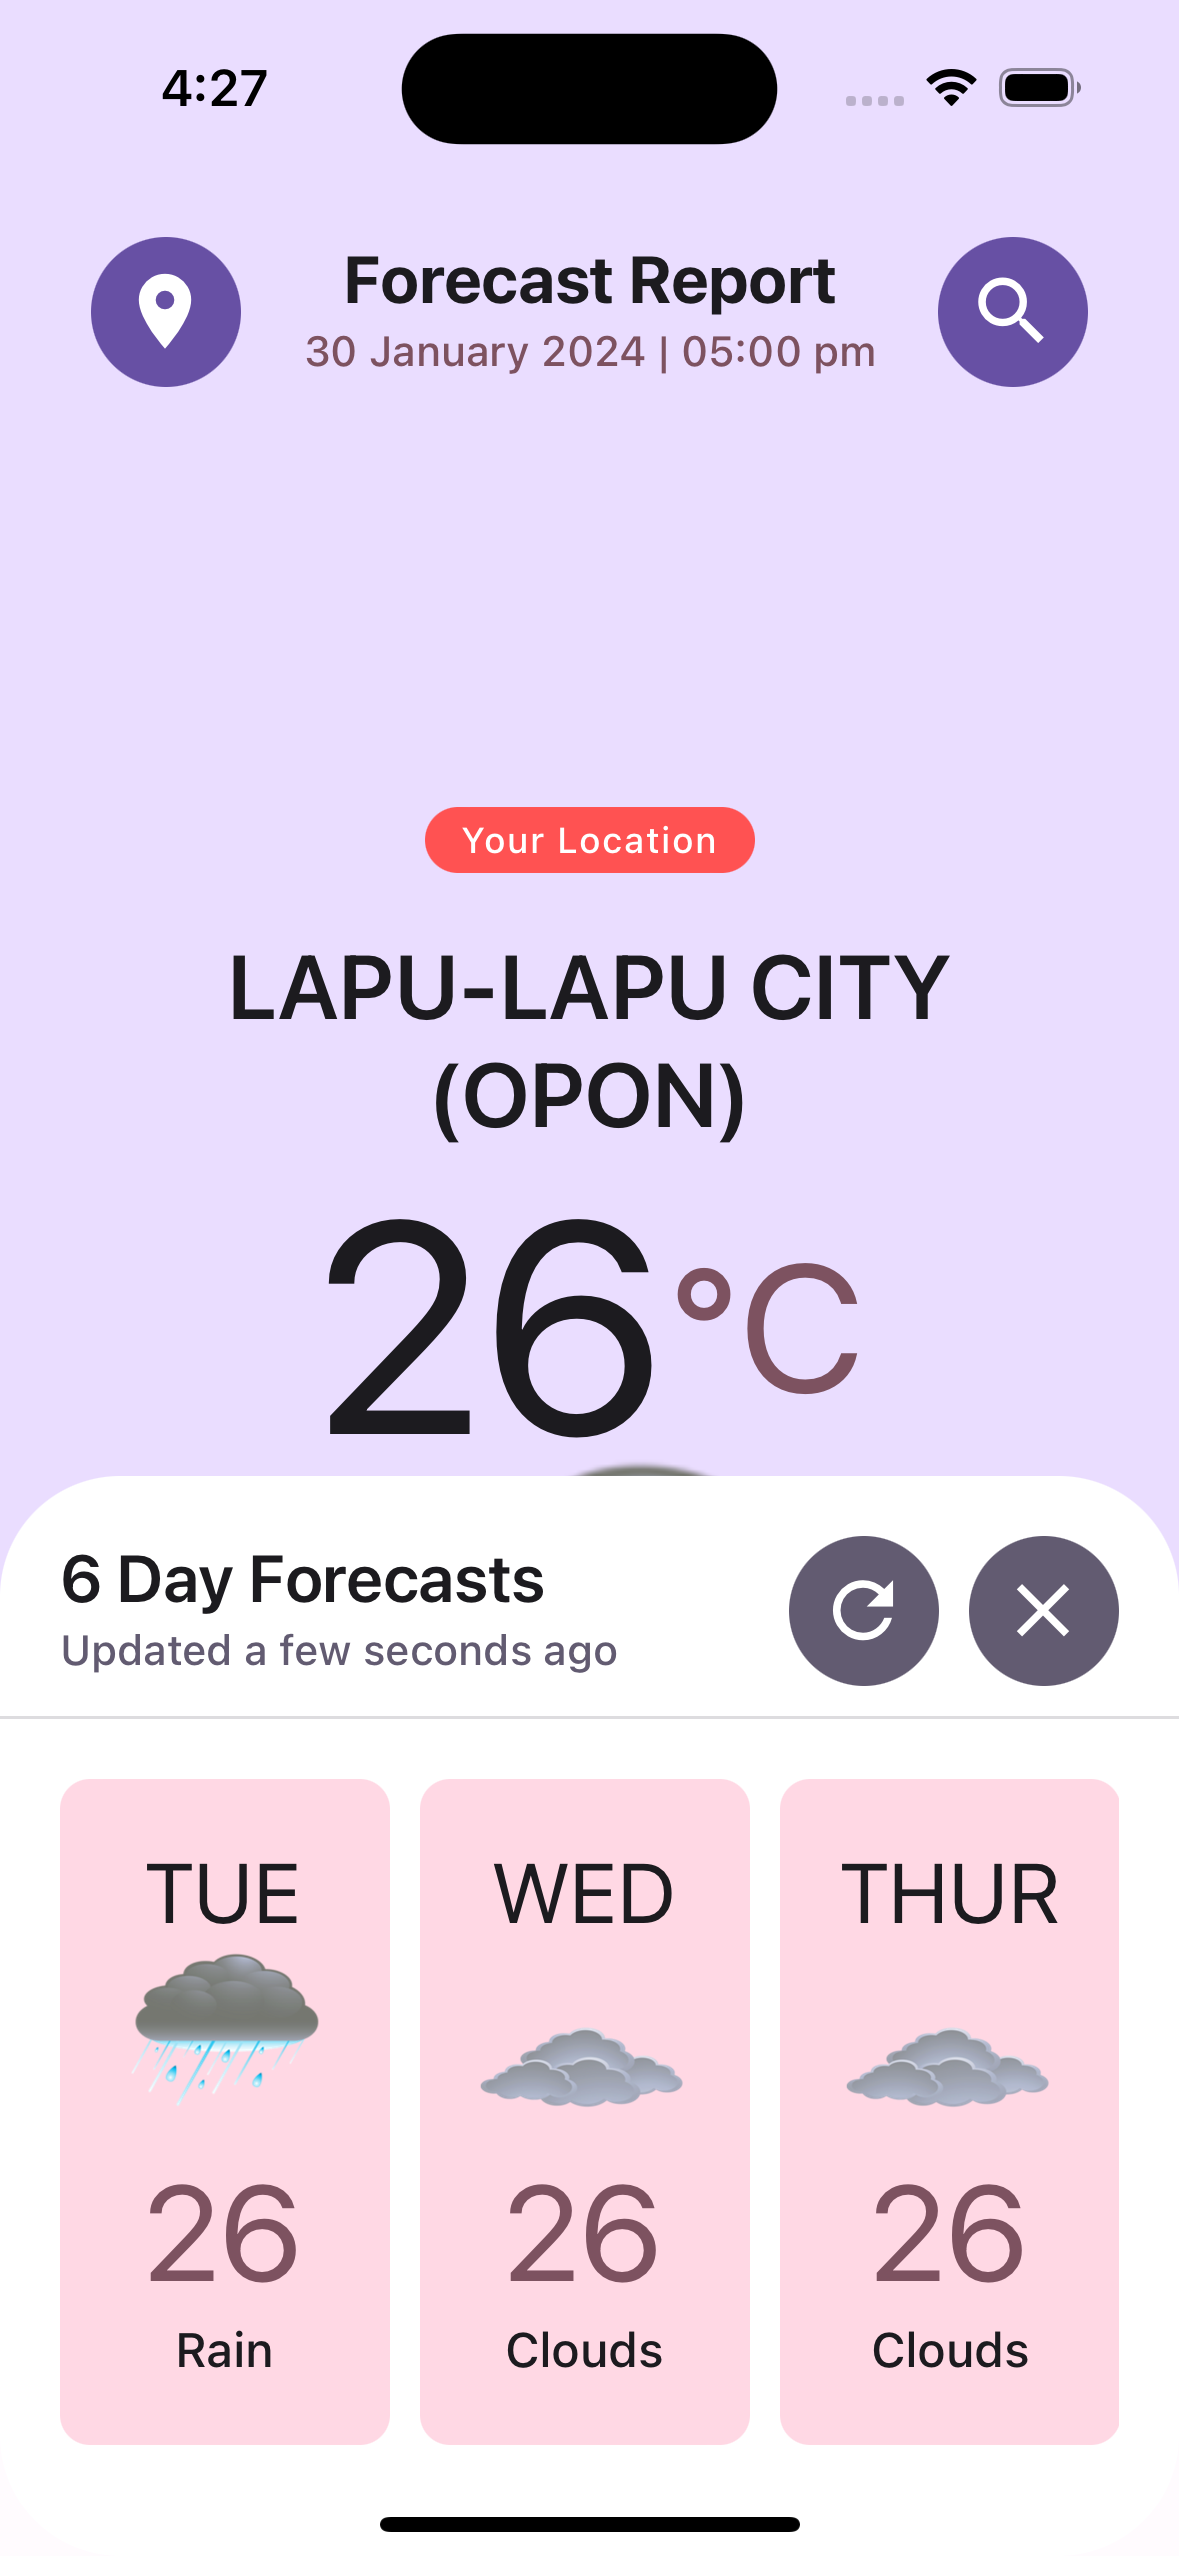 4:27
Forecast Report
30 January 2024 | 05:00 pm
Your Location
LAPU-LAPU CITY
(OPON)
26°C
6 Day Forecasts
Updated a few seconds ago
TUE
26
Rain
WED
26
Clouds
THUR
26
Clouds